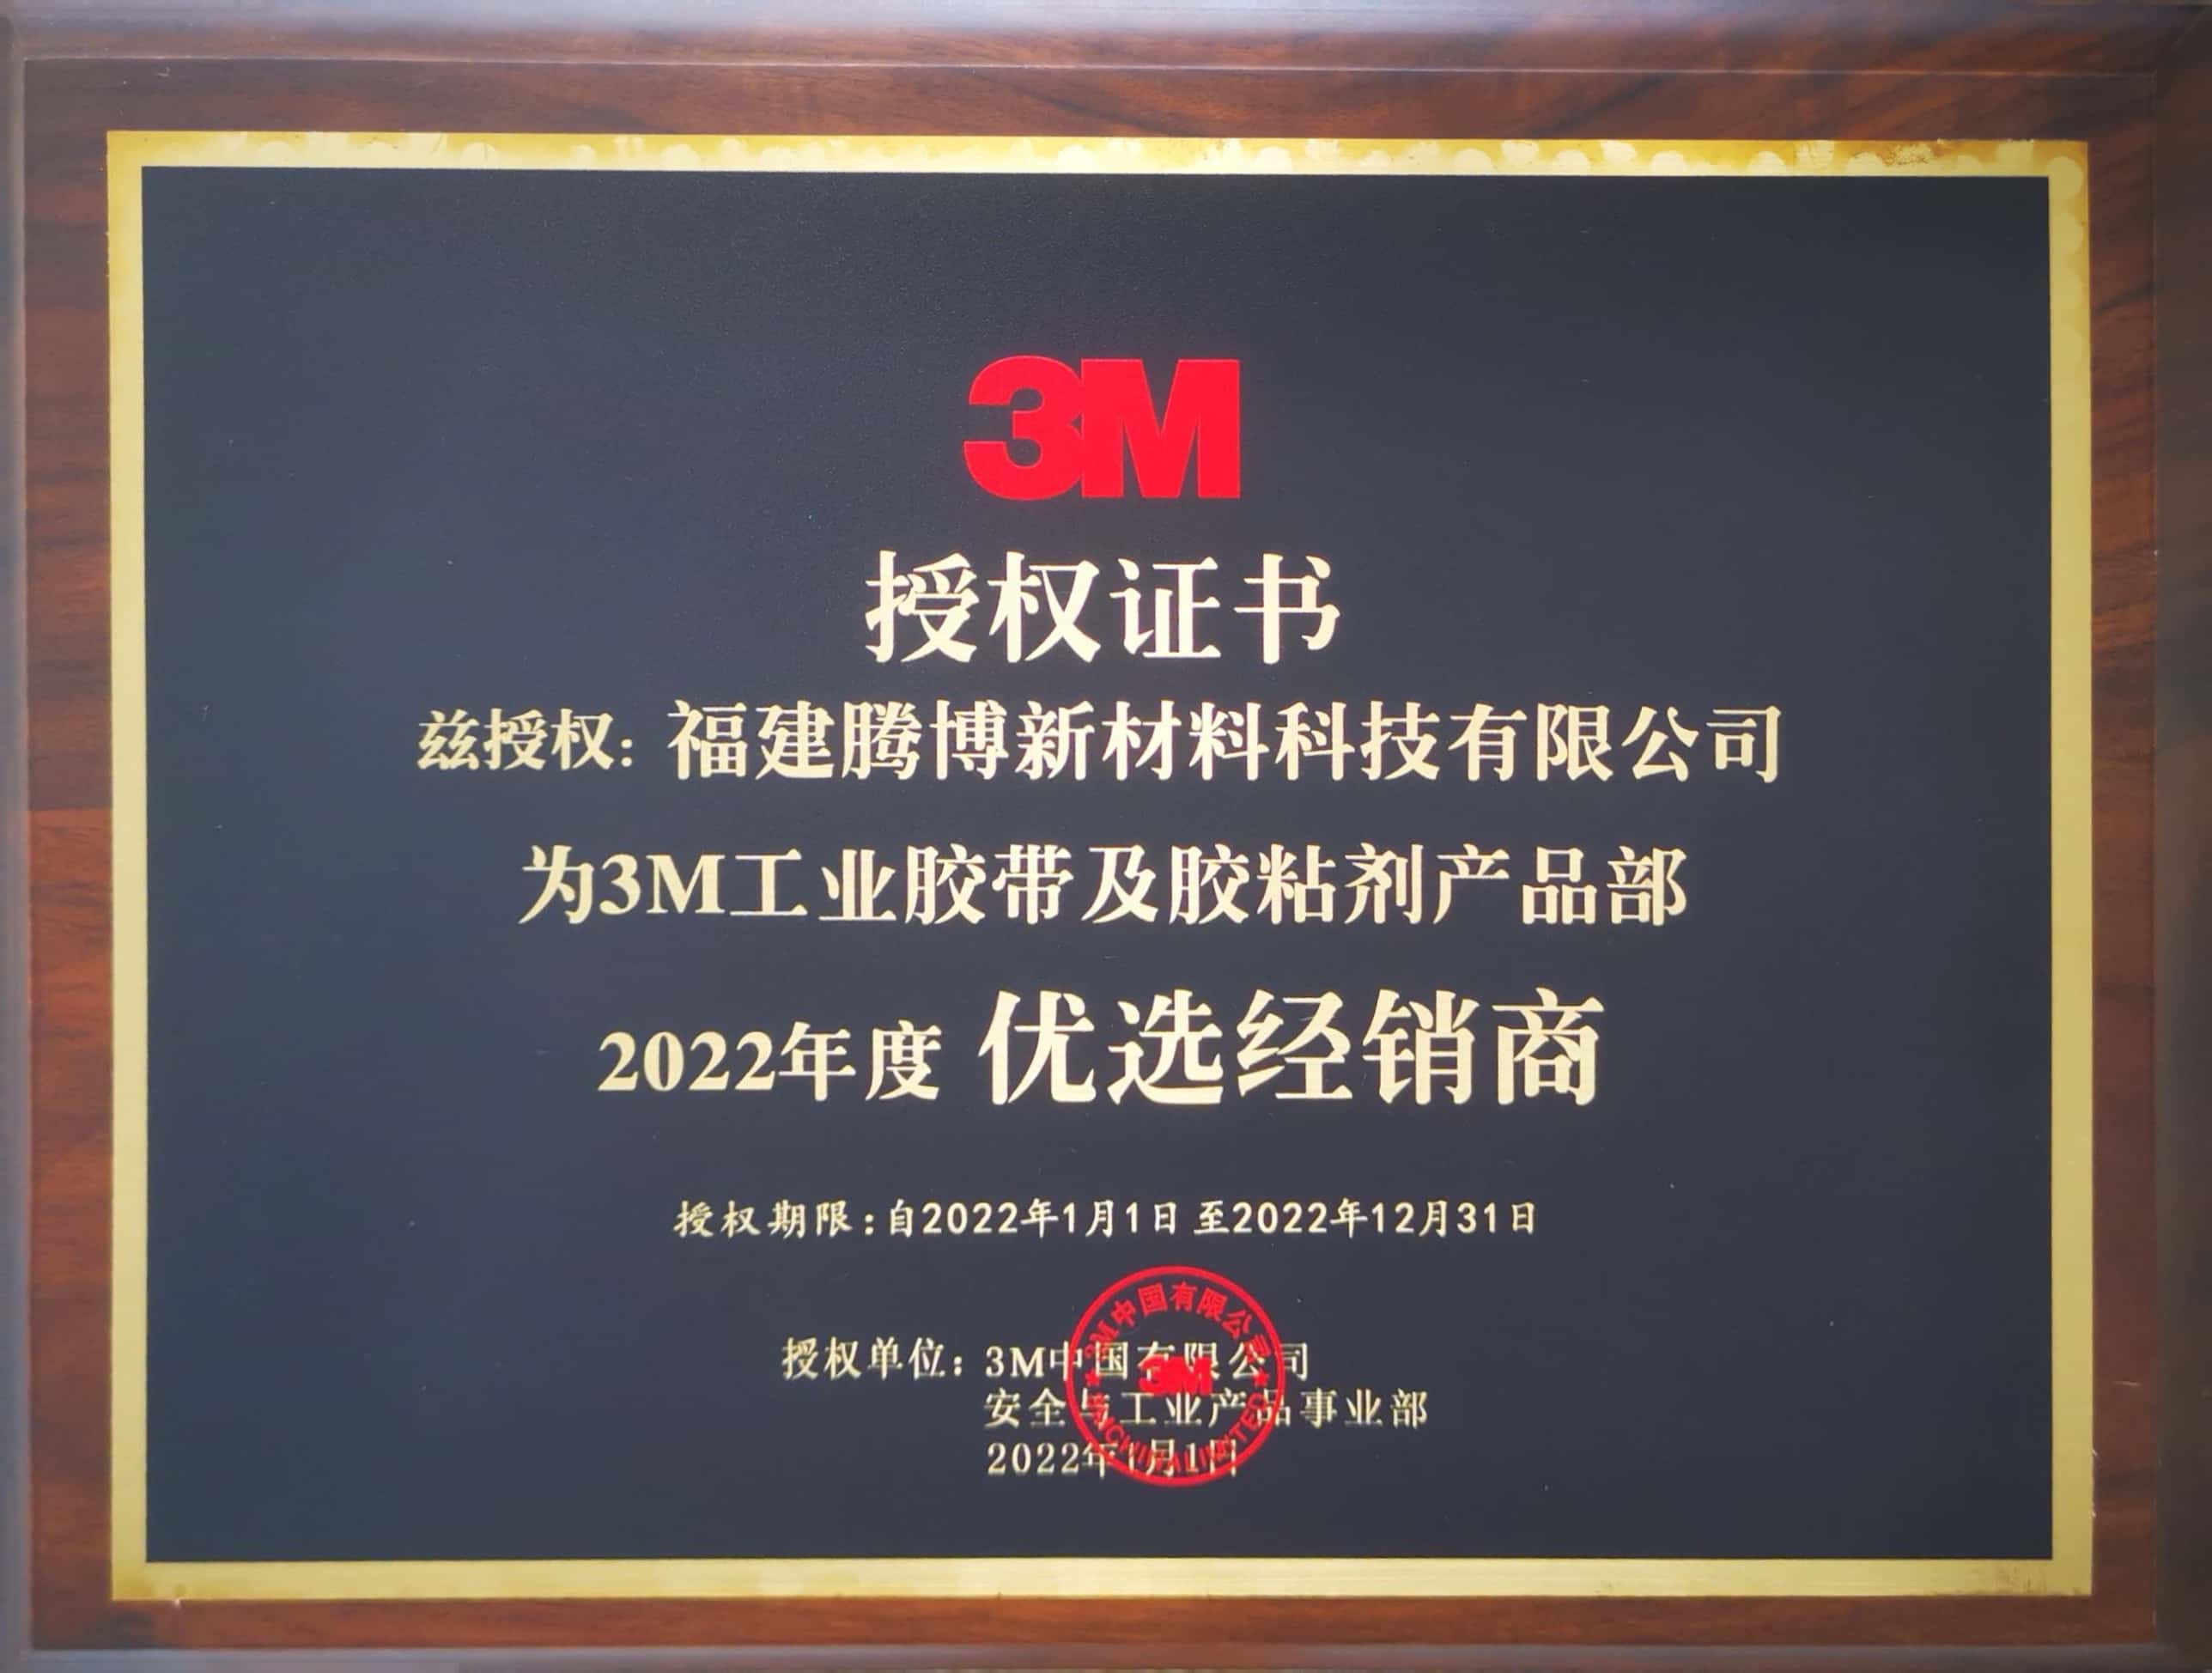 3M
授权证书
兹授权：福建腾博新材料科技有限公司
为3M工业胶带及胶粘剂产品部
2022年度 优选经销商
授权期限：自2022年1月1日 至2022年12月31日
授权单位：3M中国有限公司
安全与工业产品事业部
2022年1月1日
3M中国有限公司
3M
3M CHINA LIMITED